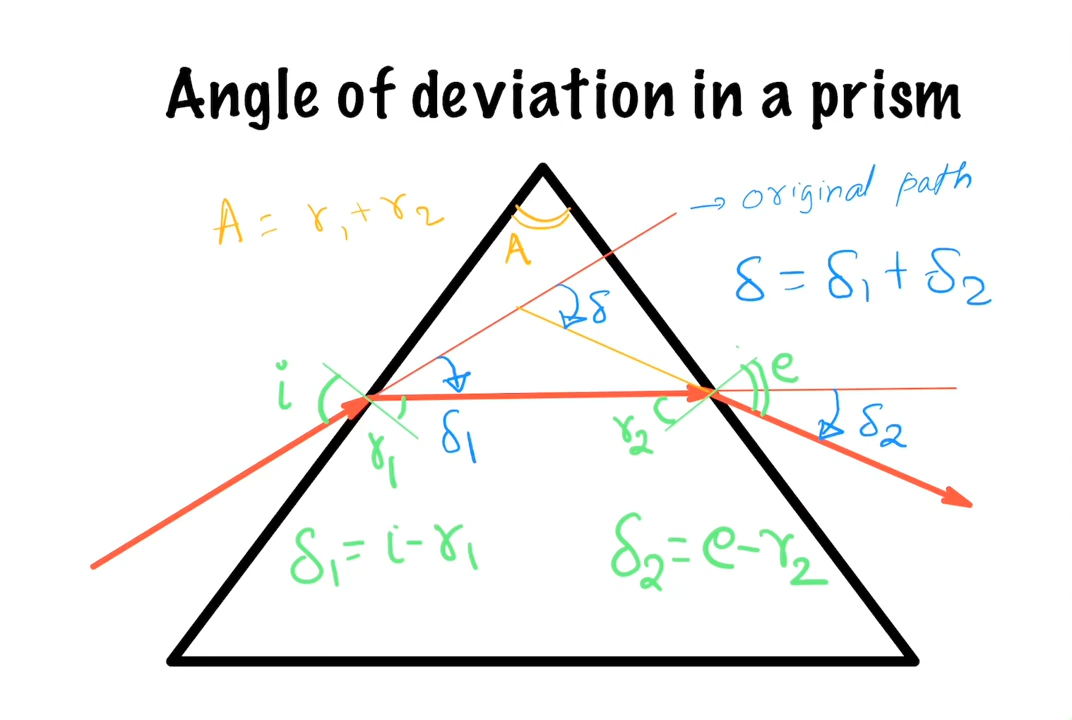 Angle of deviation in a prism
→ original path
A = r₁ + r₂
A
δ = δ₁ + δ₂
δ
i
e
r₁
δ₁
r₂
δ₂
δ₁ = i - r₁
δ₂ = e - r₂